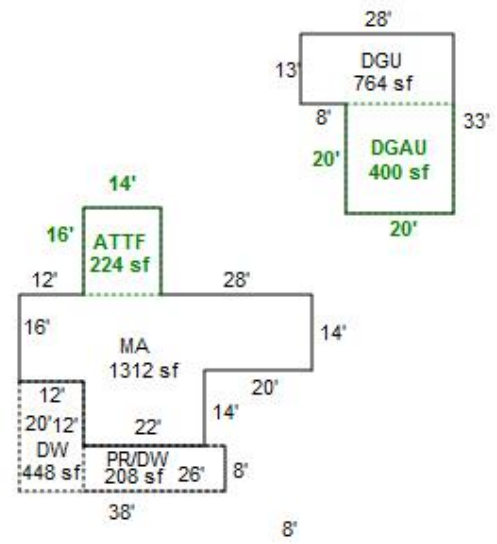 28'
DGU
13'
764 sf
8'
33'
DGAU
20'
400 sf
14'
20'
16'
ATTF
224 sf
12'
28'
16'
14'
MA
1312 sf
12'
20'
20'12'
22'
14'
DW
PR/DW
448 sf
208 sf
26'
8'
38'
8'